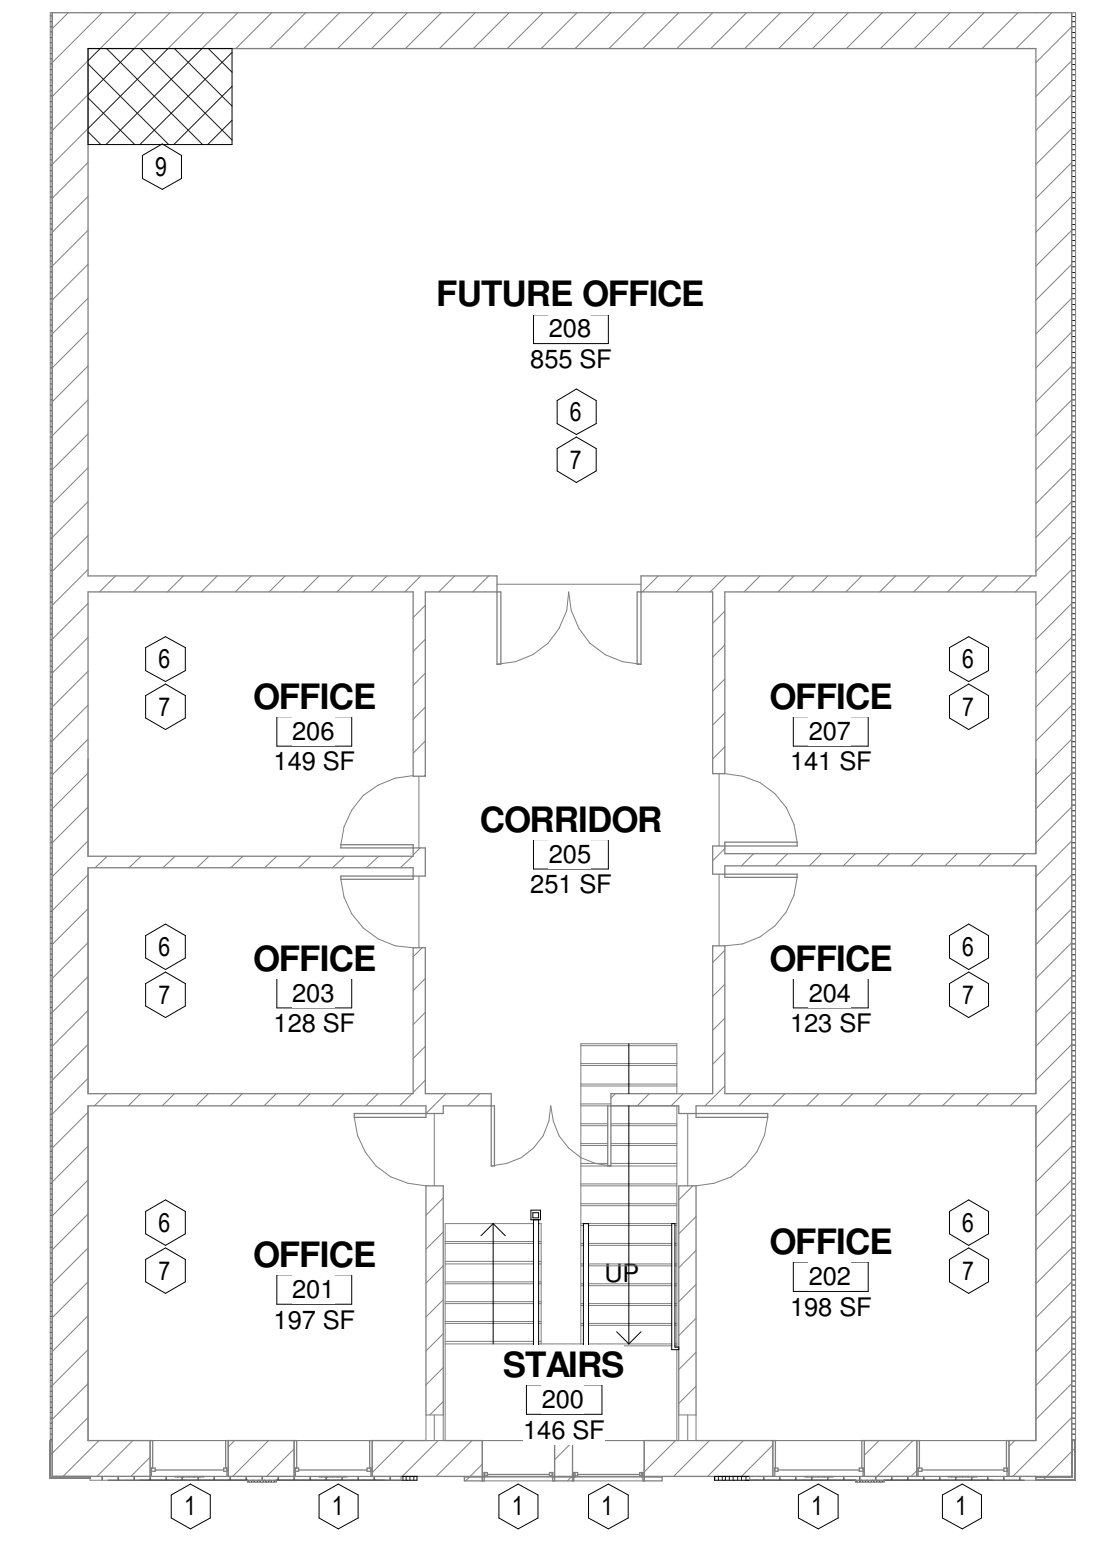 9
FUTURE OFFICE
208
855 SF
6
7
6
7
OFFICE
206
149 SF
OFFICE
207
141 SF
6
7
CORRIDOR
205
251 SF
6
7
OFFICE
203
128 SF
OFFICE
204
123 SF
6
7
6
7
OFFICE
201
197 SF
UP
OFFICE
202
198 SF
6
7
STAIRS
200
146 SF
1
1
1
1
1
1